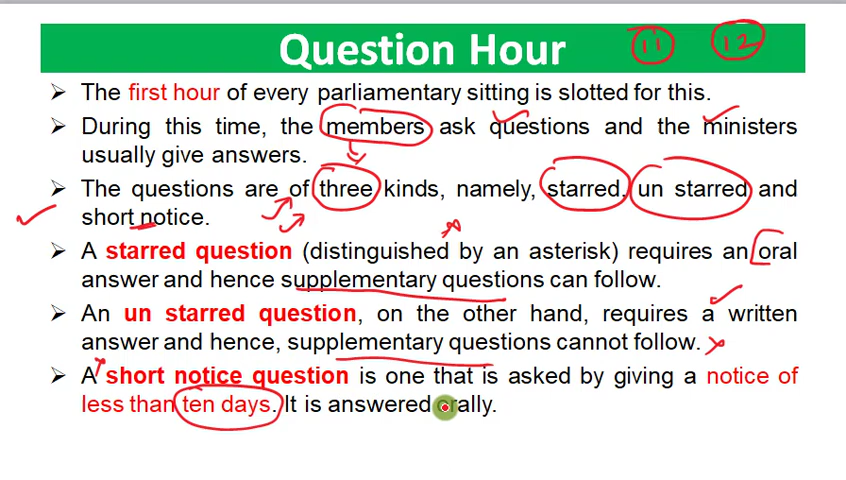 Question Hour 11 12
➢ The first hour of every parliamentary sitting is slotted for this.
➢ During this time, the members ask questions and the ministers
usually give answers.
➢ The questions are of three kinds, namely, starred, un starred and
short notice.
➢ A starred question (distinguished by an asterisk) requires an oral
answer and hence supplementary questions can follow.
➢ An un starred question, on the other hand, requires a written
answer and hence, supplementary questions cannot follow.
➢ A short notice question is one that is asked by giving a notice of
less than ten days. It is answered orally.